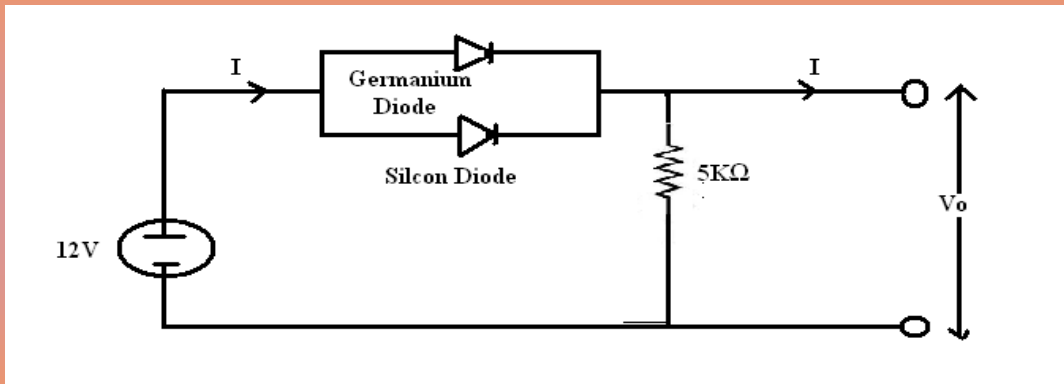 I
Germanium
Diode
I
Silcon Diode
5KΩ
Vo
12V